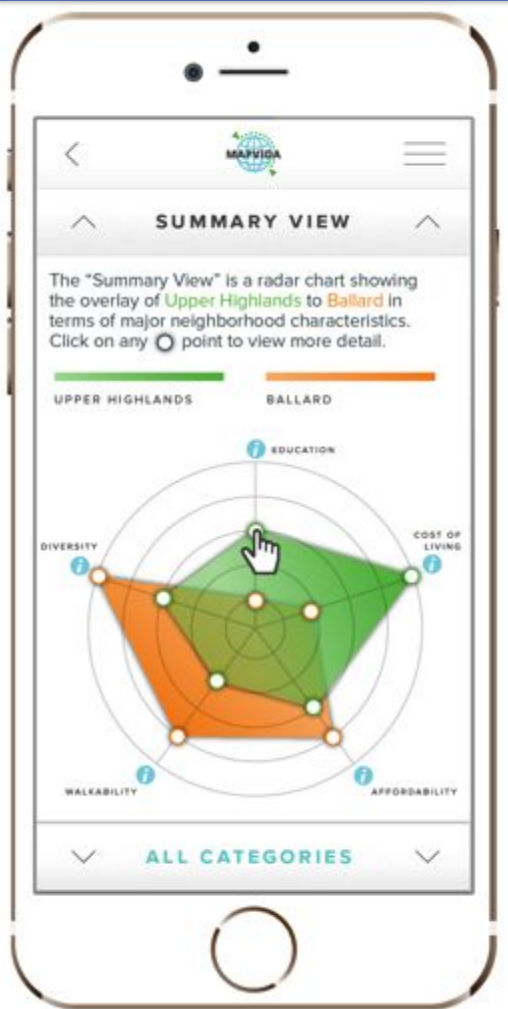 MAPVIDA
SUMMARY VIEW
The “Summary View” is a radar chart showing
the overlay of Upper Highlands to Ballard in
terms of major neighborhood characteristics.
Click on any point to view more detail.
UPPER HIGHLANDS
BALLARD
i EDUCATION
COST OF
LIVING
i
DIVERSITY
i
i
WALKABILITY
i
AFFORDABILITY
ALL CATEGORIES